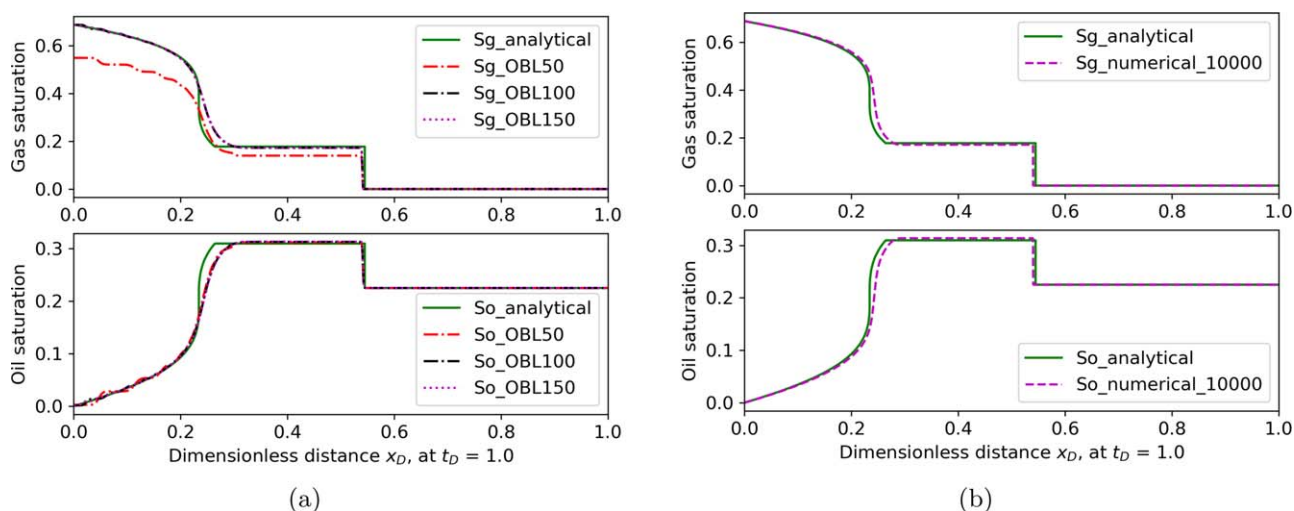 Gas saturation
0.6
0.4
0.2
0.0
Sg_analytical
Sg_OBL50
Sg_OBL100
Sg_OBL150
0.0 0.2 0.4 0.6 0.8 1.0
Oil saturation
0.3
0.2
0.1
0.0
So_analytical
So_OBL50
So_OBL100
So_OBL150
0.0 0.2 0.4 0.6 0.8 1.0
Dimensionless distance x_D, at t_D = 1.0
(a)
Gas saturation
0.6
0.4
0.2
0.0
Sg_analytical
Sg_numerical_10000
0.0 0.2 0.4 0.6 0.8 1.0
Oil saturation
0.3
0.2
0.1
0.0
So_analytical
So_numerical_10000
0.0 0.2 0.4 0.6 0.8 1.0
Dimensionless distance x_D, at t_D = 1.0
(b)